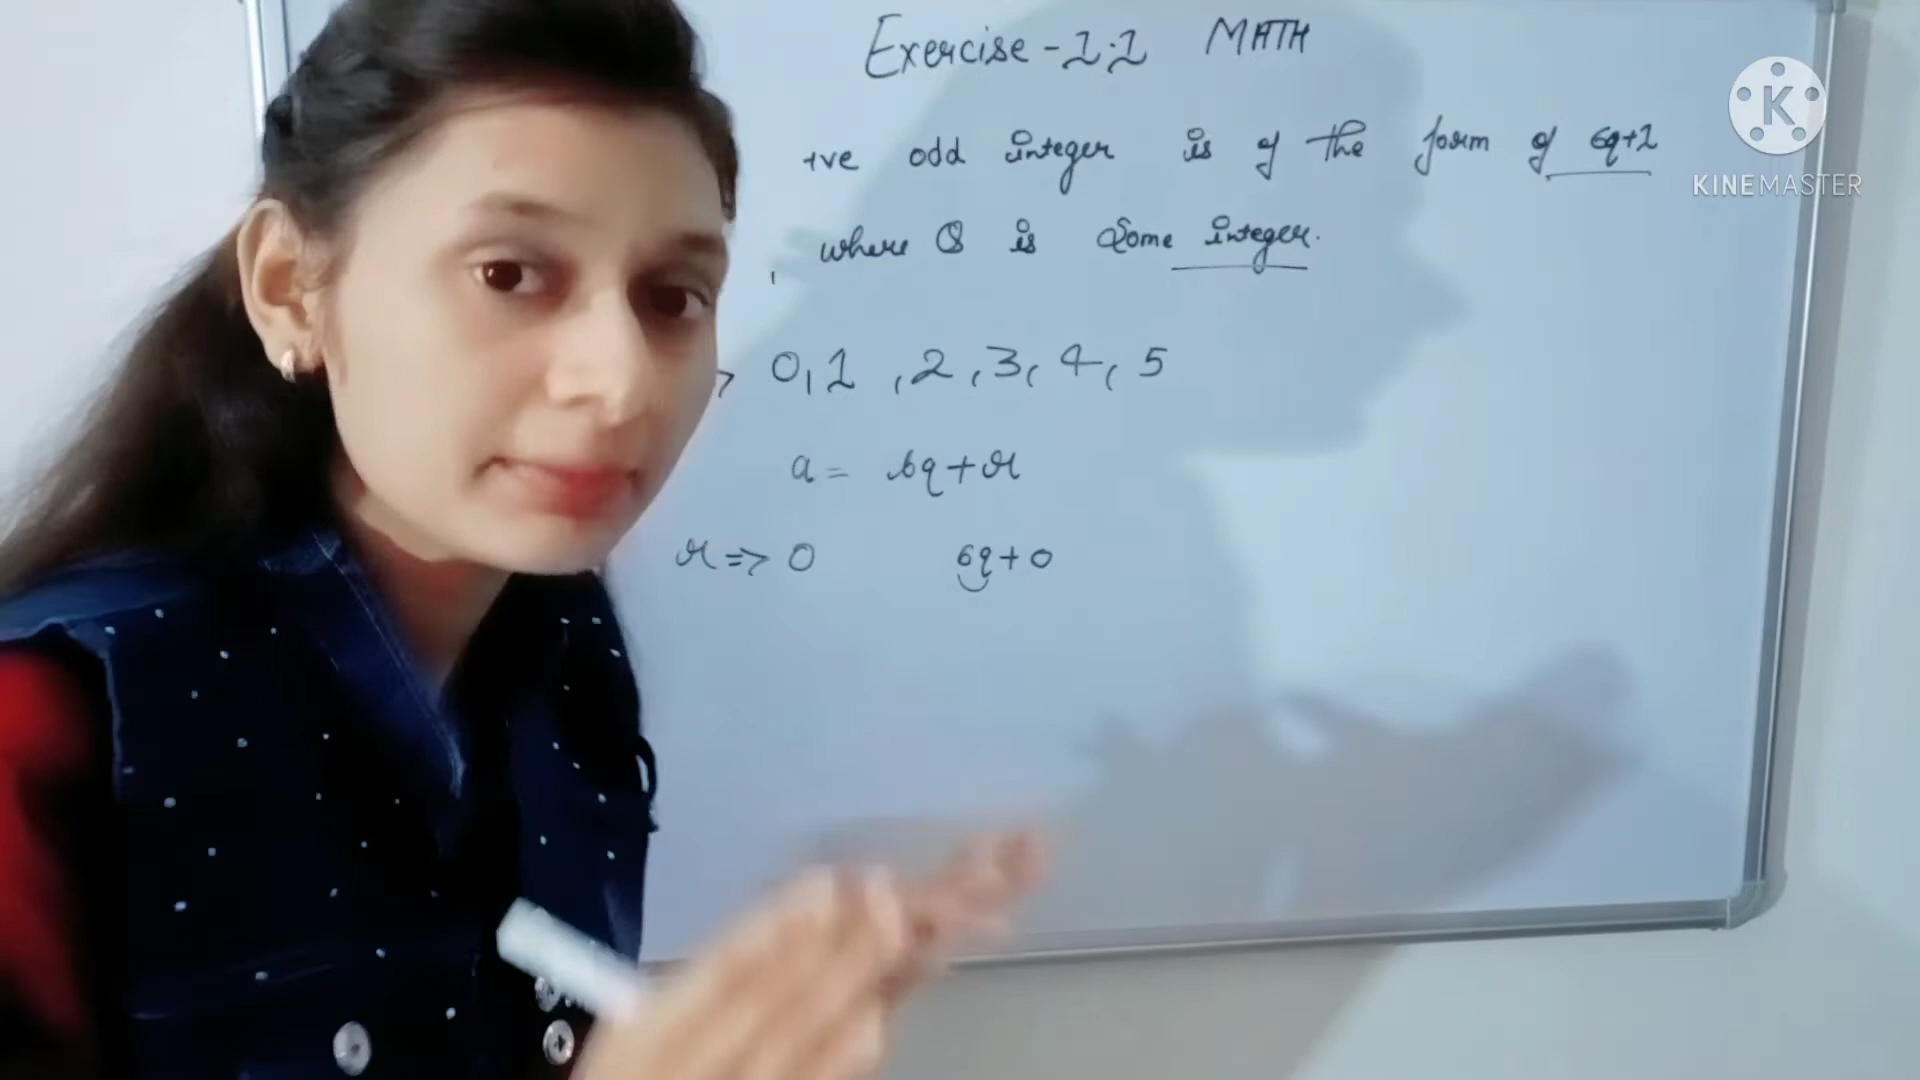 Exercise - 1.1 MATH
+ve odd integer is of the form of 6q+1
, where Q is Some integer.
0, 1, 2, 3, 4, 5
a = bq + r
r => 0 6q + 0
K
KINEMASTER